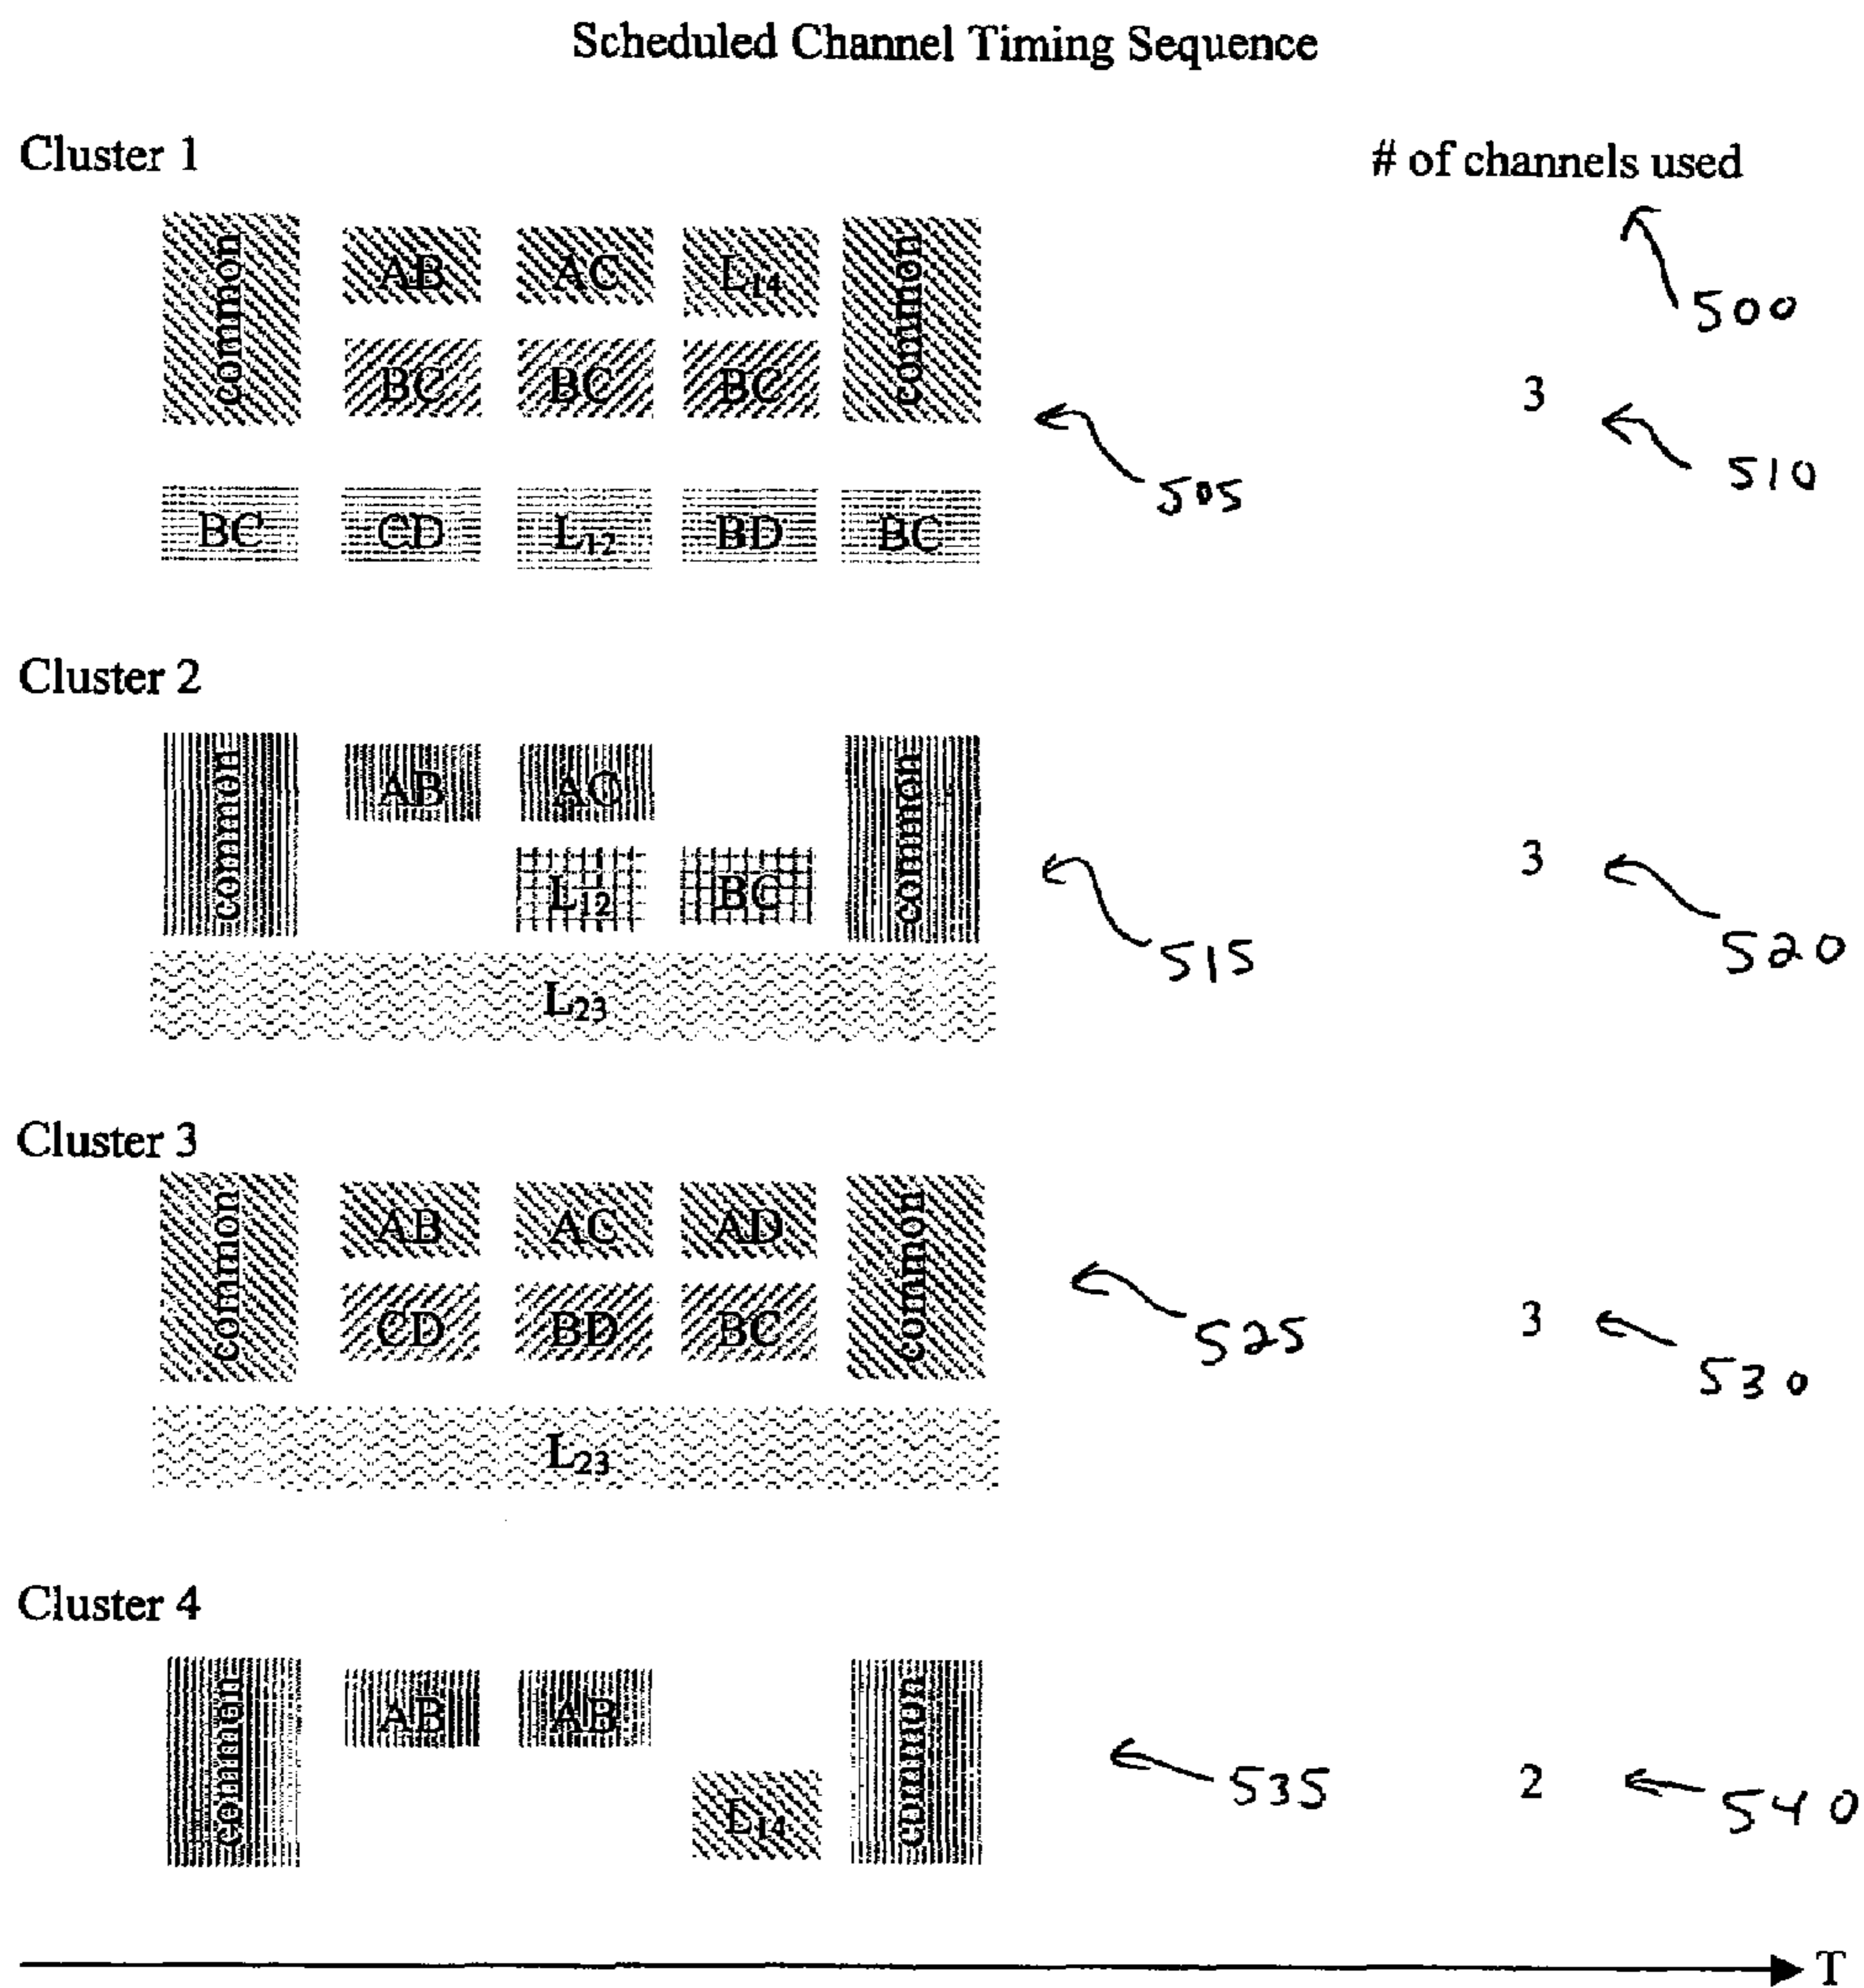 Scheduled Channel Timing Sequence
Cluster 1
# of channels used
500
common AB AC L14 common
BC BC BC
3
505
510
BC CD L12 BD BC
Cluster 2
common AB AC common
L12 BC
3
515
520
L23
Cluster 3
common AB AC AD common
CD BD BC
3
525
530
L23
Cluster 4
common AB AB common
L14
535
2
540
T